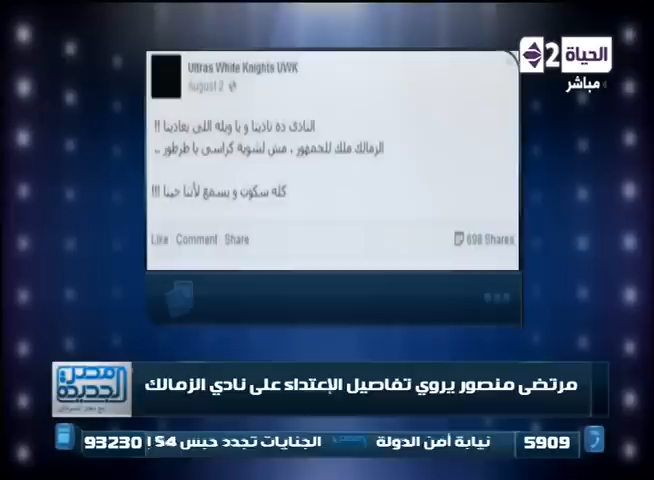 الحياة 2
مباشر
Ultras White Knights UWK
August 2
النادى ده نادينا و يا ويله اللى يعادينا !!
الزمالك ملك للجمهور ، مش لشوية كراسى يا طرطور ..
كله سكوت و يسمع لأننا جينا !!!
Like Comment Share
698 Shares
مرتضى منصور يروي تفاصيل الإعتداء على نادي الزمالك
مصر الجديدة
5909 نيابة أمن الدولة الجنايات تجدد حبس 54 ! 93230